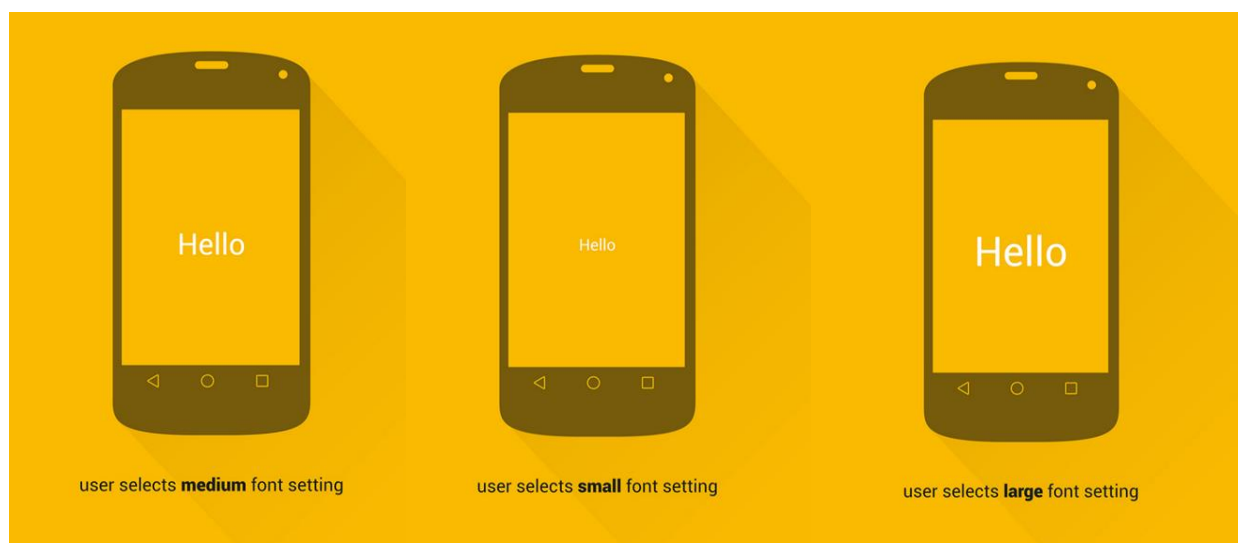 Hello
user selects medium font setting
Hello
user selects small font setting
Hello
user selects large font setting